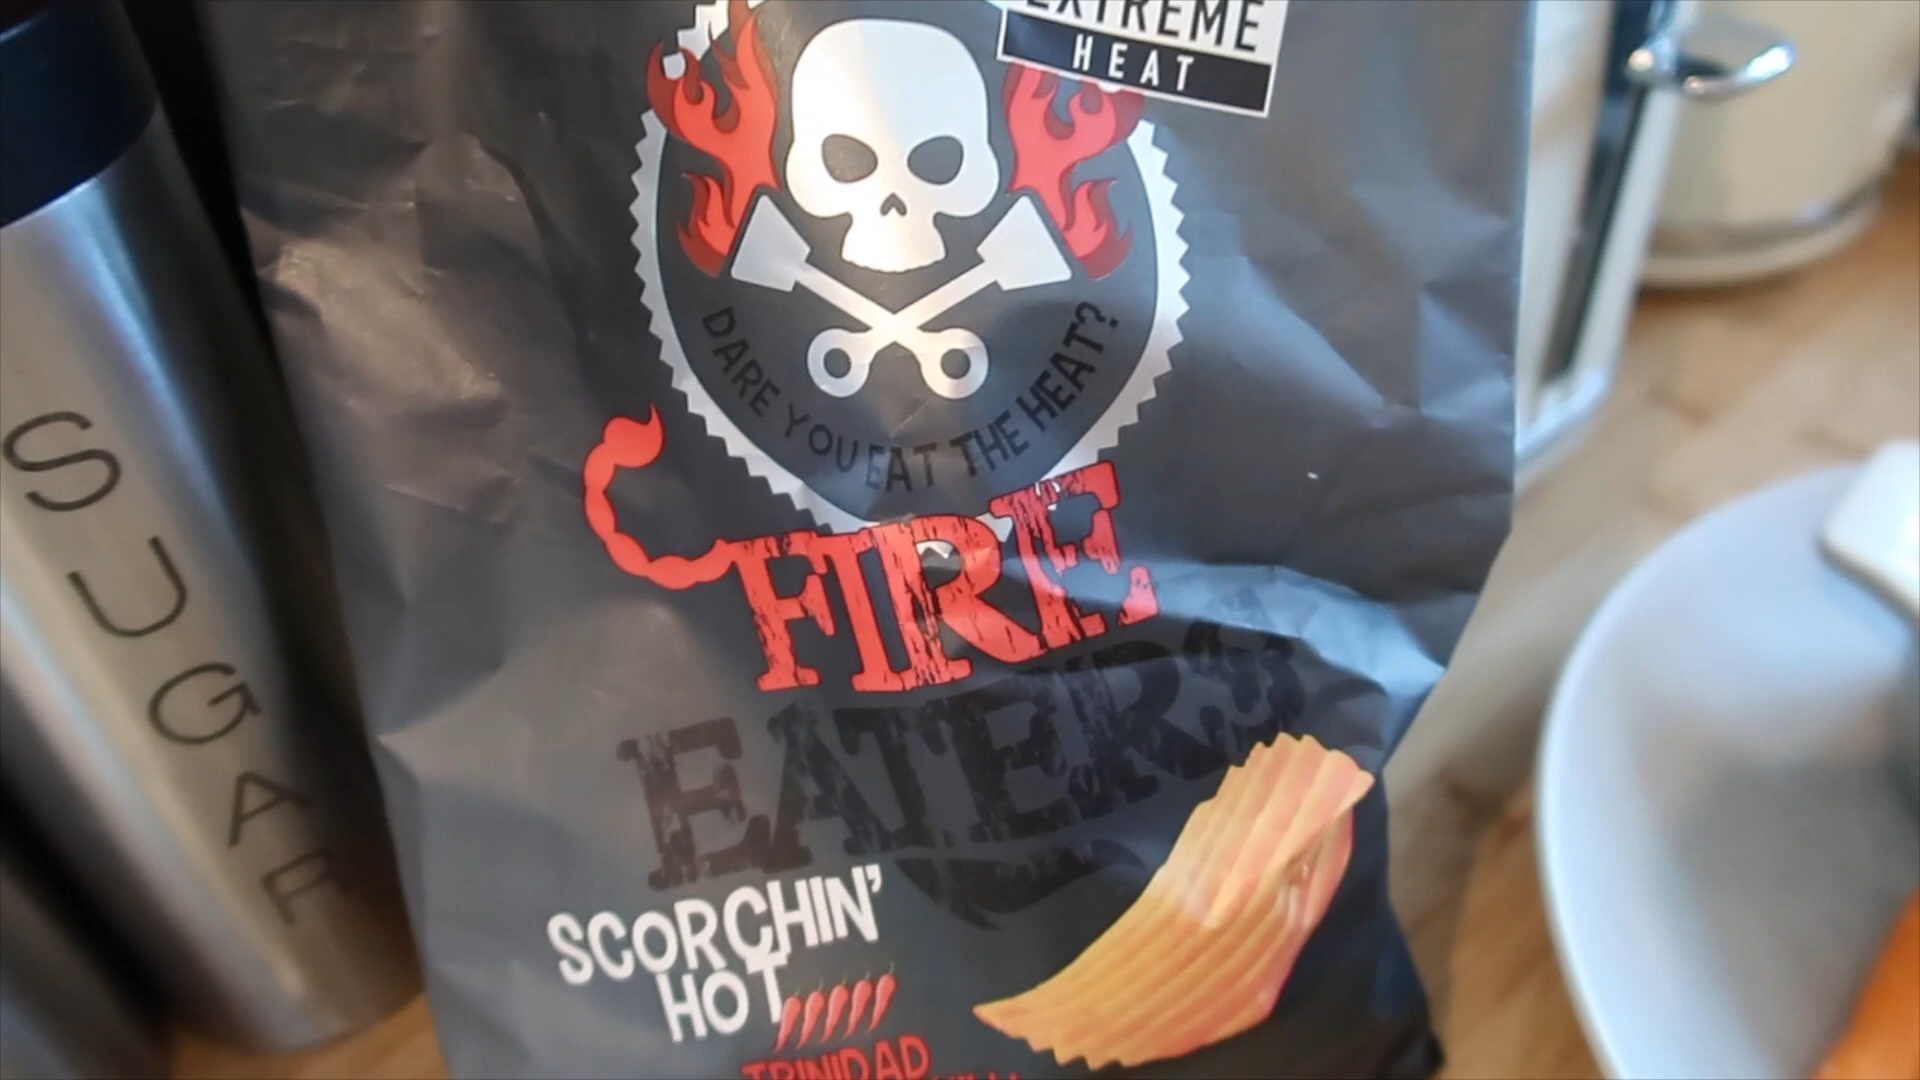 EXTREME
HEAT
DARE YOU EAT THE HEAT?
FIRE
EATERS
SCORCHIN'
HOT
TRINIDAD
SUGAR